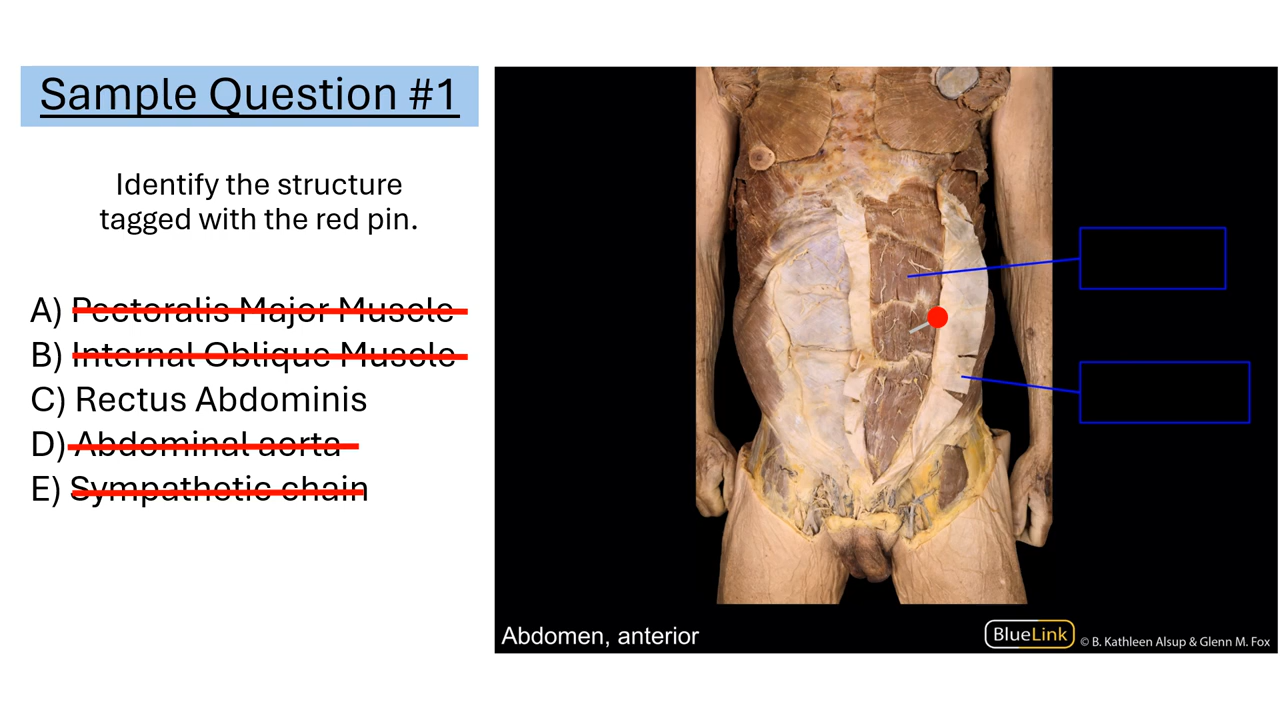 Sample Question #1
Identify the structure
tagged with the red pin.
A) Pectoralis Major Muscle
B) Internal Oblique Muscle
C) Rectus Abdominis
D) Abdominal aorta
E) Sympathetic chain
Abdomen, anterior
BlueLink
© B. Kathleen Alsup & Glenn M. Fox